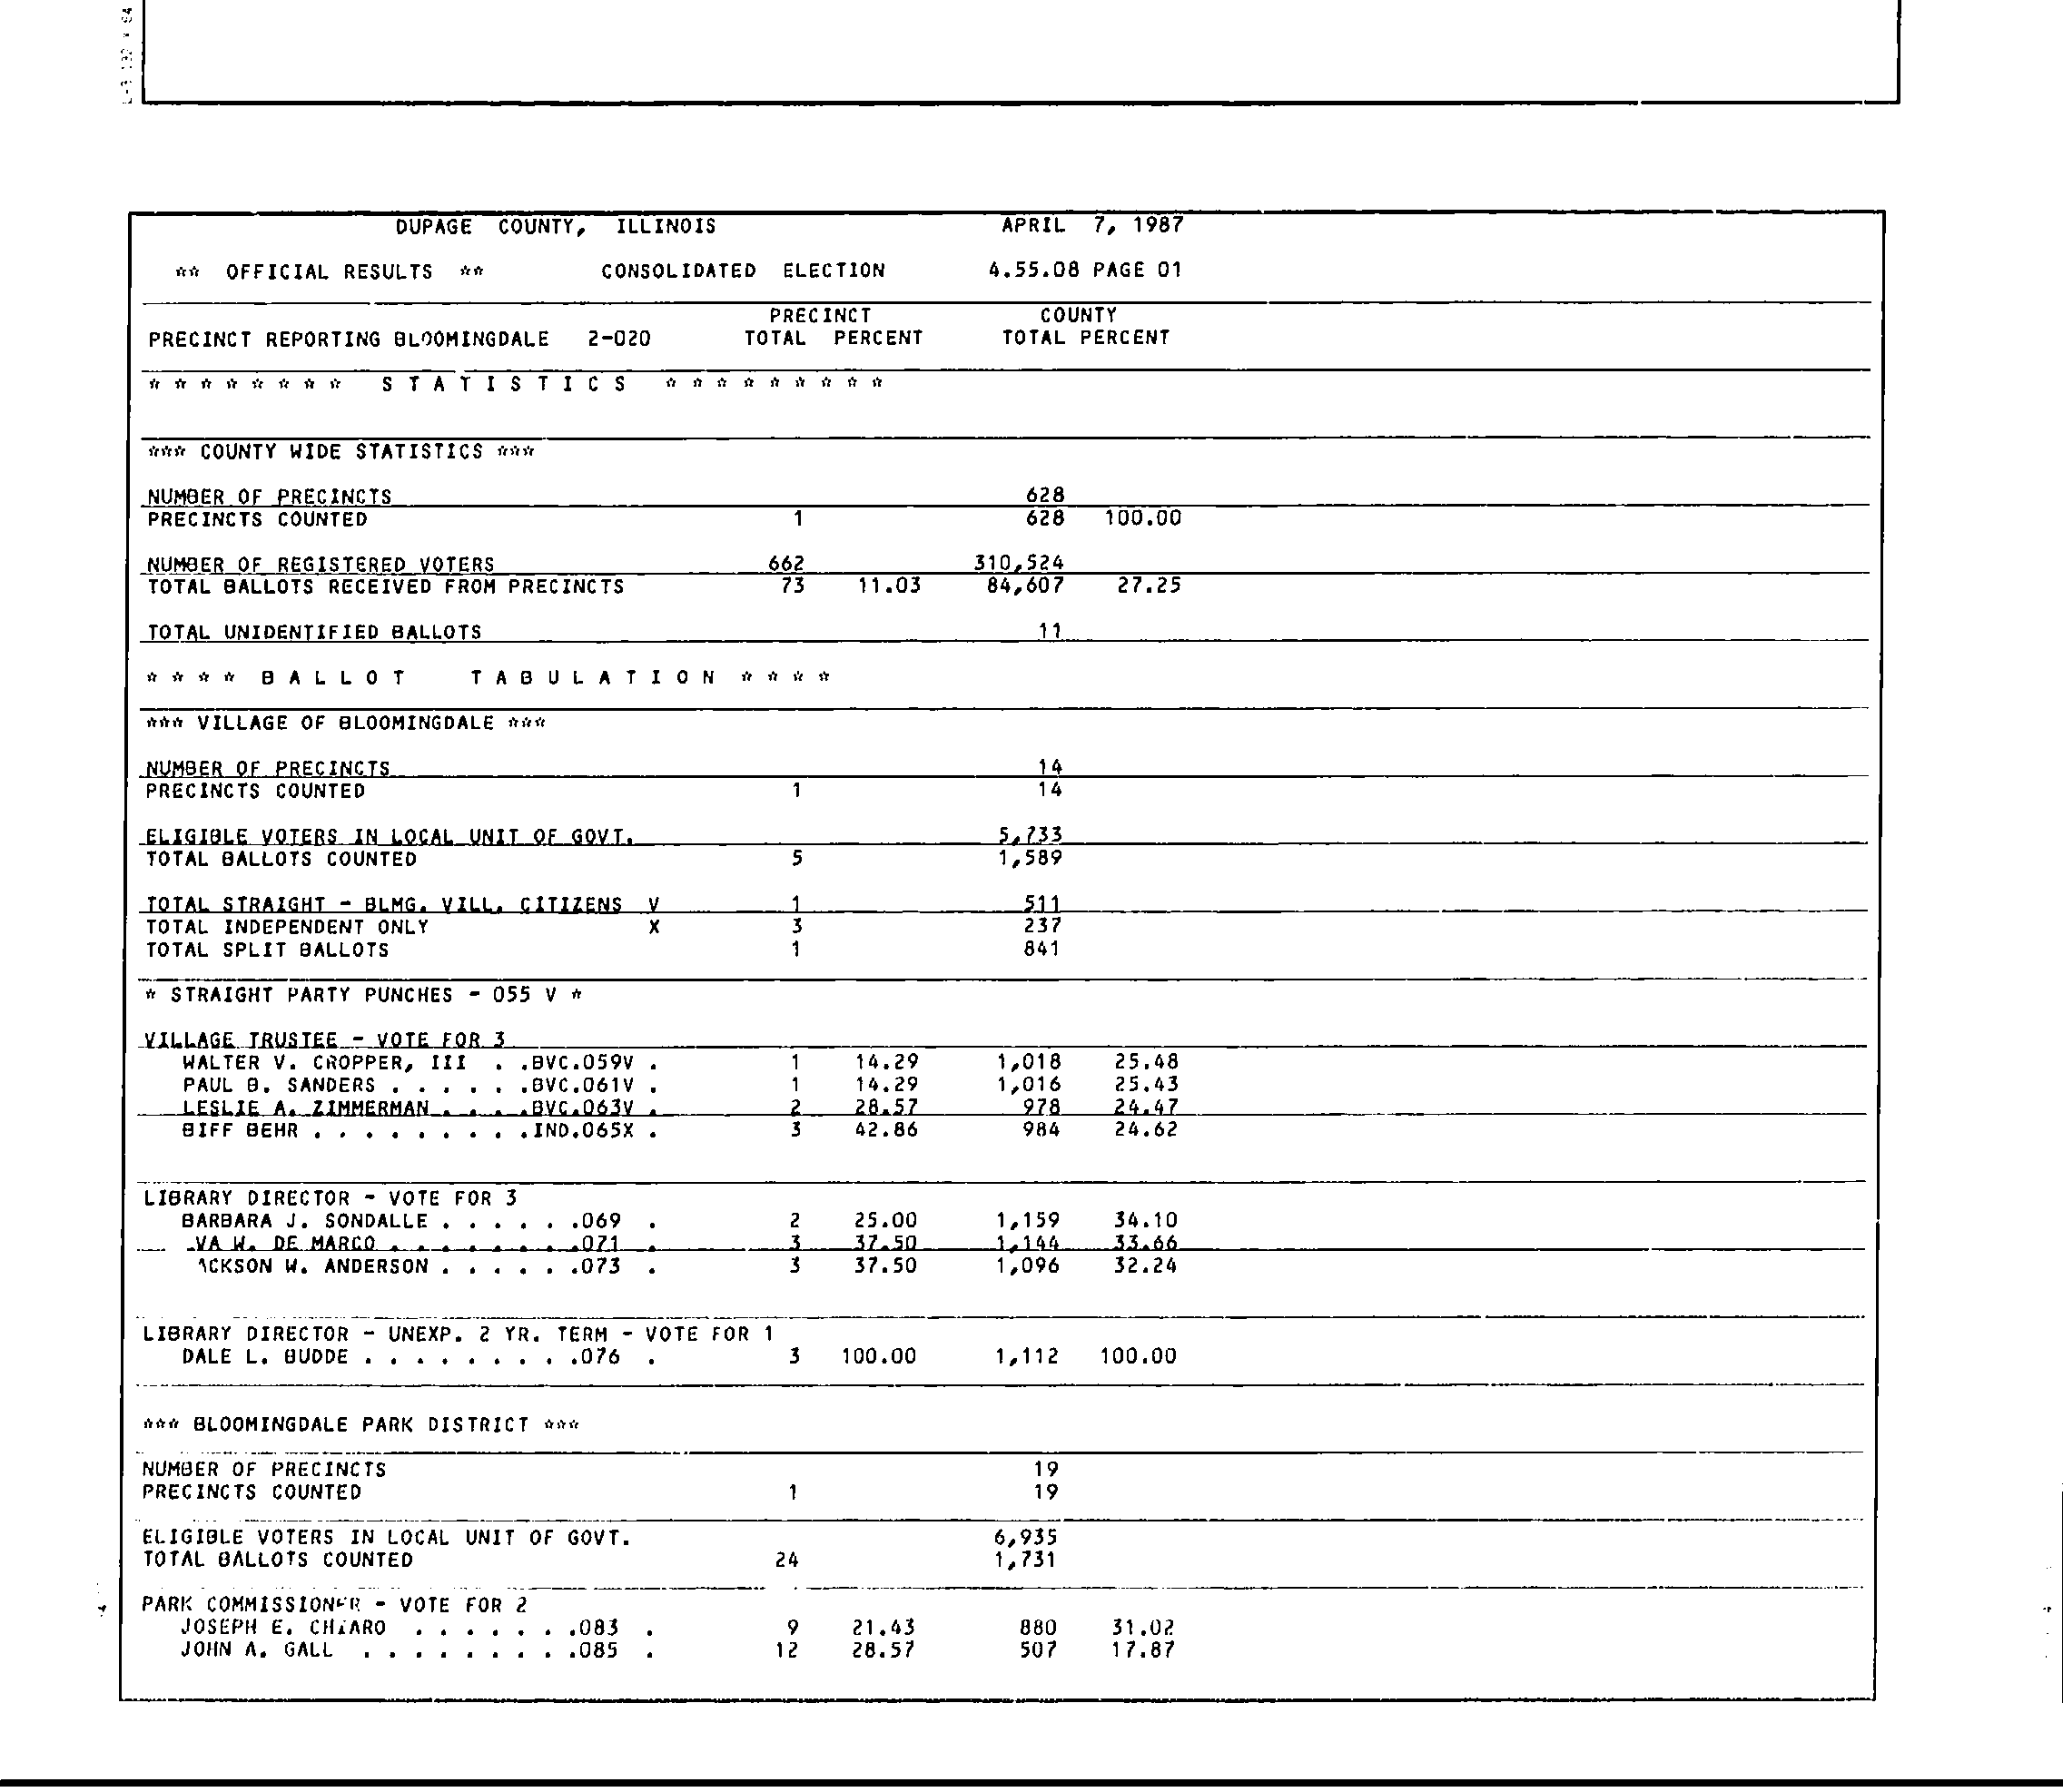 DUPAGE COUNTY, ILLINOIS APRIL 7, 1987
** OFFICIAL RESULTS ** CONSOLIDATED ELECTION 4.55.08 PAGE 01
PRECINCT COUNTY
PRECINCT REPORTING BLOOMINGDALE 2-020 TOTAL PERCENT TOTAL PERCENT
* * * * * * * * S T A T I S T I C S * * * * * * * * *
*** COUNTY WIDE STATISTICS ***
NUMBER OF PRECINCTS 628
PRECINCTS COUNTED 1 628 100.00
NUMBER OF REGISTERED VOTERS 662 310,524
TOTAL BALLOTS RECEIVED FROM PRECINCTS 73 11.03 84,607 27.25
TOTAL UNIDENTIFIED BALLOTS 11
* * * * B A L L O T T A B U L A T I O N * * * *
*** VILLAGE OF BLOOMINGDALE ***
NUMBER OF PRECINCTS 14
PRECINCTS COUNTED 1 14
ELIGIBLE VOTERS IN LOCAL UNIT OF GOVT. 5,733
TOTAL BALLOTS COUNTED 5 1,589
TOTAL STRAIGHT - BLMG. VILL. CITIZENS V 1 511
TOTAL INDEPENDENT ONLY X 3 237
TOTAL SPLIT BALLOTS 1 841
* STRAIGHT PARTY PUNCHES - 055 V *
VILLAGE TRUSTEE - VOTE FOR 3
WALTER V. CROPPER, III . .BVC.059V . 1 14.29 1,018 25.48
PAUL B. SANDERS . . . . . .BVC.061V . 1 14.29 1,016 25.43
LESLIE A. ZIMMERMAN . . . .BVC.063V . 2 28.57 978 24.47
BIFF BEHR . . . . . . . . .IND.065X . 3 42.86 984 24.62
LIBRARY DIRECTOR - VOTE FOR 3
BARBARA J. SONDALLE . . . . . .069 . 2 25.00 1,159 34.10
VA W. DE MARCO . . . . . . . .071 . 3 37.50 1,144 33.66
ACKSON W. ANDERSON . . . . . .073 . 3 37.50 1,096 32.24
LIBRARY DIRECTOR - UNEXP. 2 YR. TERM - VOTE FOR 1
DALE L. BUDDE . . . . . . . . .076 . 3 100.00 1,112 100.00
*** BLOOMINGDALE PARK DISTRICT ***
NUMBER OF PRECINCTS 19
PRECINCTS COUNTED 1 19
ELIGIBLE VOTERS IN LOCAL UNIT OF GOVT. 6,935
TOTAL BALLOTS COUNTED 24 1,731
PARK COMMISSIONER - VOTE FOR 2
JOSEPH E. CHIARO . . . . . . .083 . 9 21.43 880 31.02
JOHN A. GALL . . . . . . . . .085 . 12 28.57 507 17.87